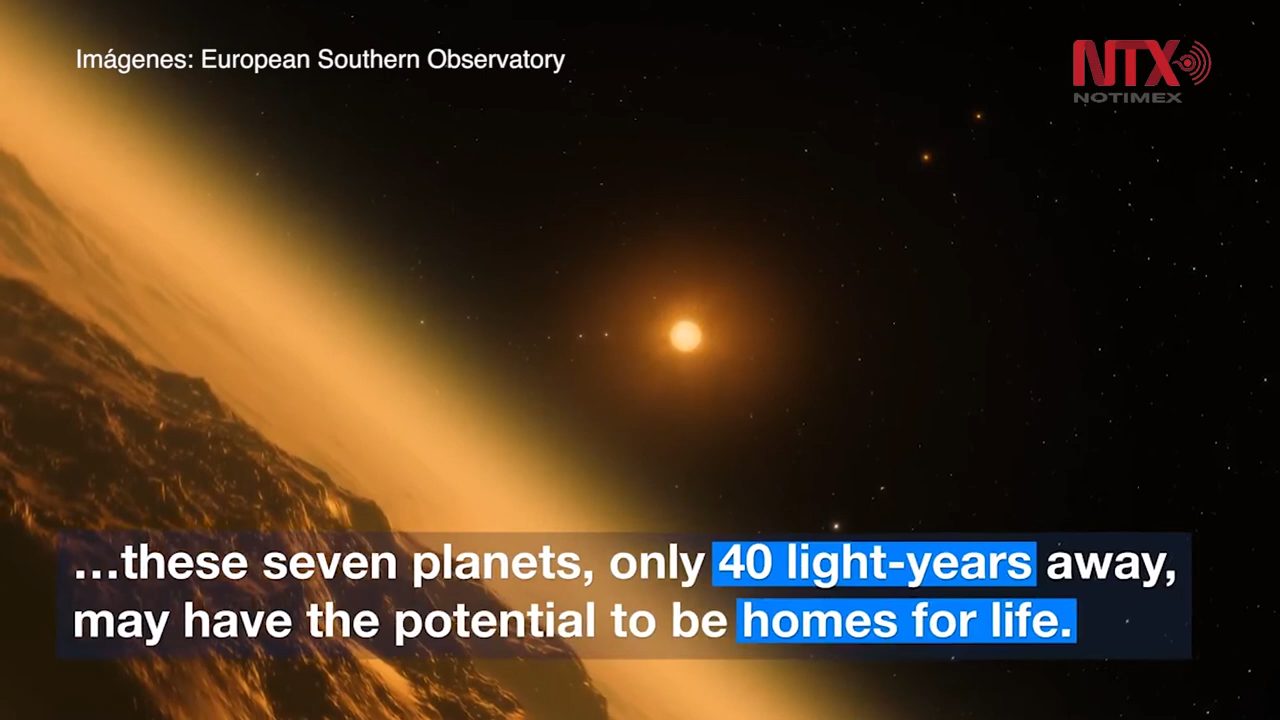 Imágenes: European Southern Observatory
NTX
NOTIMEX
...these seven planets, only 40 light-years away,
may have the potential to be homes for life.